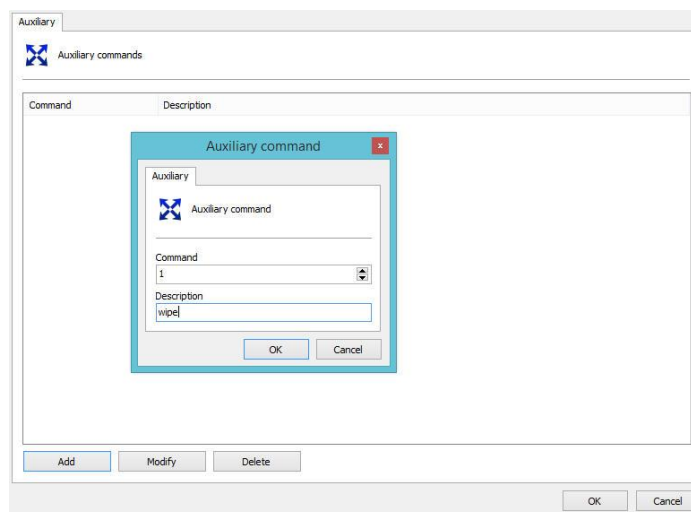 Auxiliary
Auxiliary commands
Command Description
Auxiliary command x
Auxiliary
Auxiliary command
Command
1
Description
wipe
OK Cancel
Add Modify Delete
OK Cancel